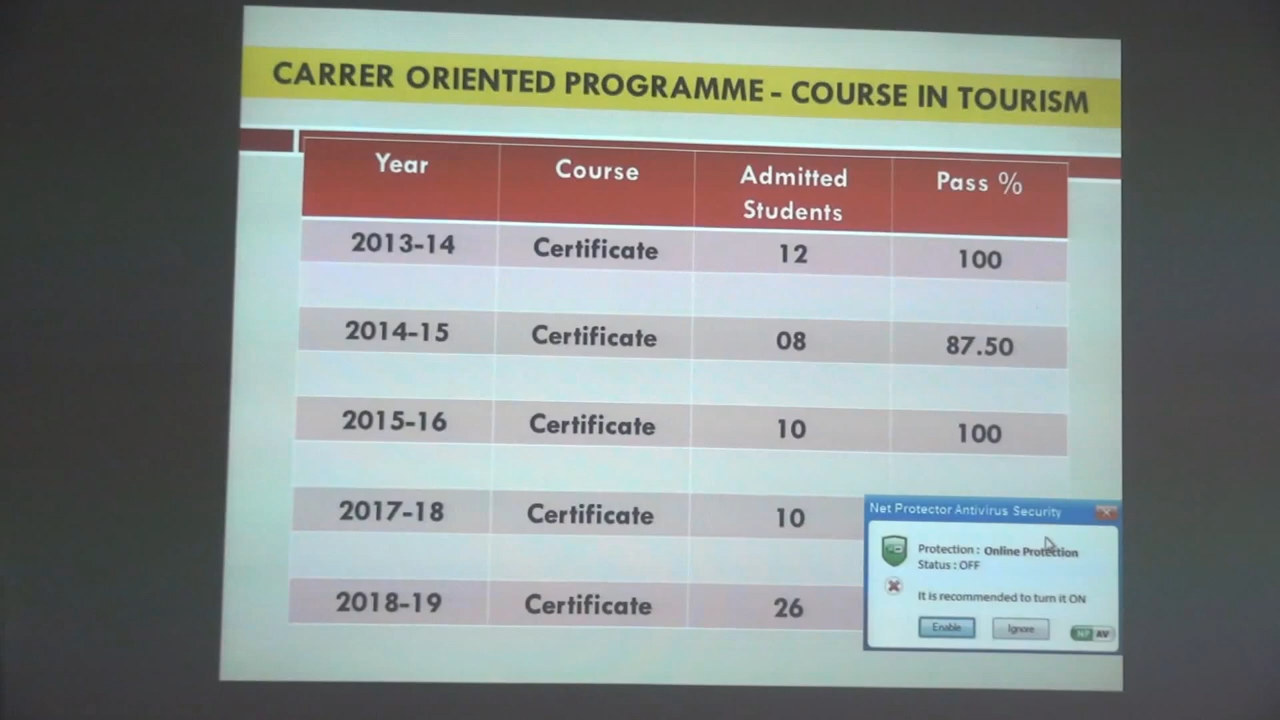 CARRER ORIENTED PROGRAMME - COURSE IN TOURISM
Year Course Admitted Students Pass %
2013-14 Certificate 12 100
2014-15 Certificate 08 87.50
2015-16 Certificate 10 100
2017-18 Certificate 10
2018-19 Certificate 26
Net Protector Antivirus Security
Protection : Online Protection
Status : OFF
It is recommended to turn it ON
Enable Ignore NP AV